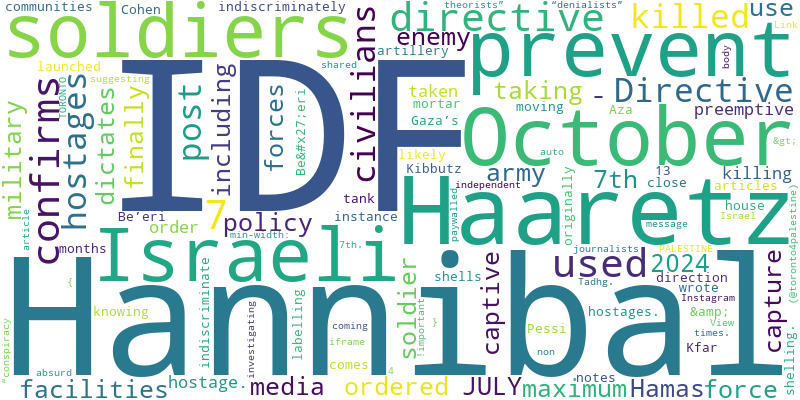 communities Cohen indiscriminately theorists” “denialists” Link
soldiers directive killed use
enemy prevent
artillery body
launched suggesting shared
IDF
military confirms hostages TORONTO dictates finally post including forces Be&#x27;eri civilians
taken taking - Directive
mortar moving Aza preemptive
Gaza’s October &gt;
likely auto
Kibbutz
tank army 7th 13 killing
close articles
Be’eri 7 independent house
order policy instance Haaretz
min-width: paywalled originally message Israel
article months Israeli 7th. journalists PALESTINE
used 2024
{ indiscriminate labelling soldier shells captive direction Instagram capture (@toronto4palestine)
Tadhg. wrote
Hannibal
knowing investigating !important } hostages. &amp;
coming Pessi View
iframe times.
“conspiracy non Kfar shelling.
absurd comes 4
facilities hostage. media ordered JULY notes maximum Hamas force